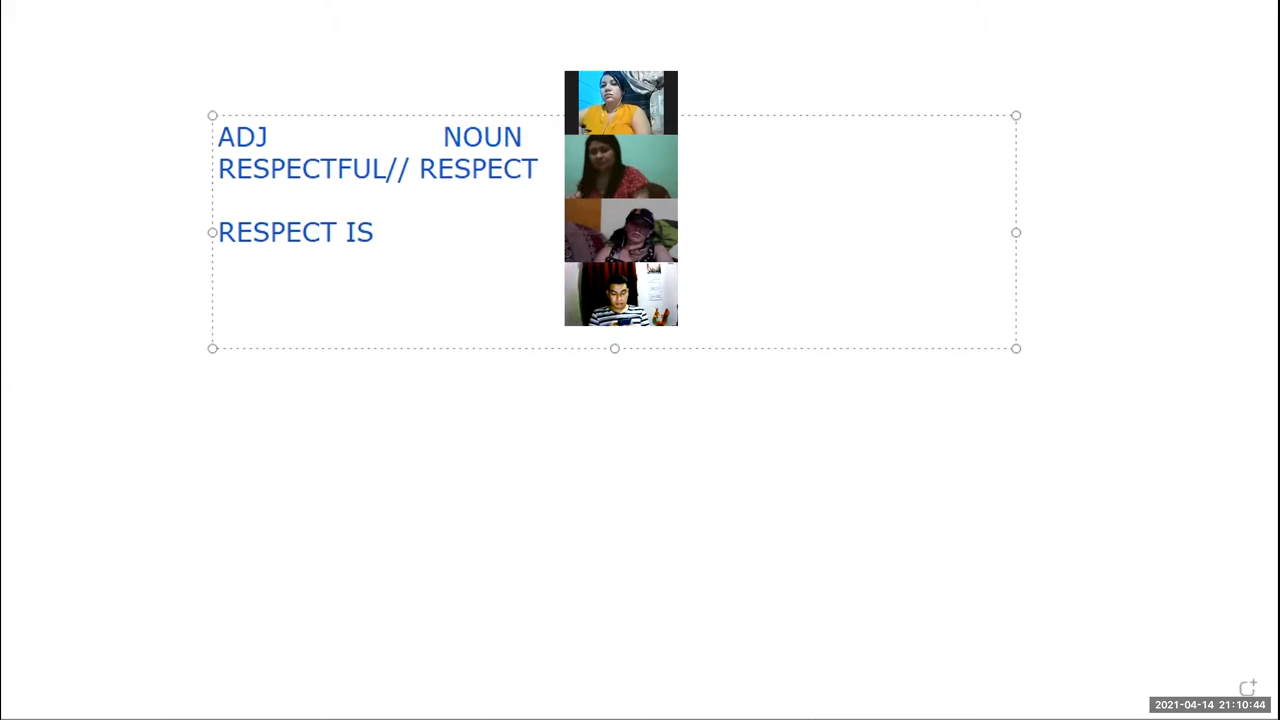 ADJ NOUN
RESPECTFUL// RESPECT
RESPECT IS
2021-04-14 21:10:44